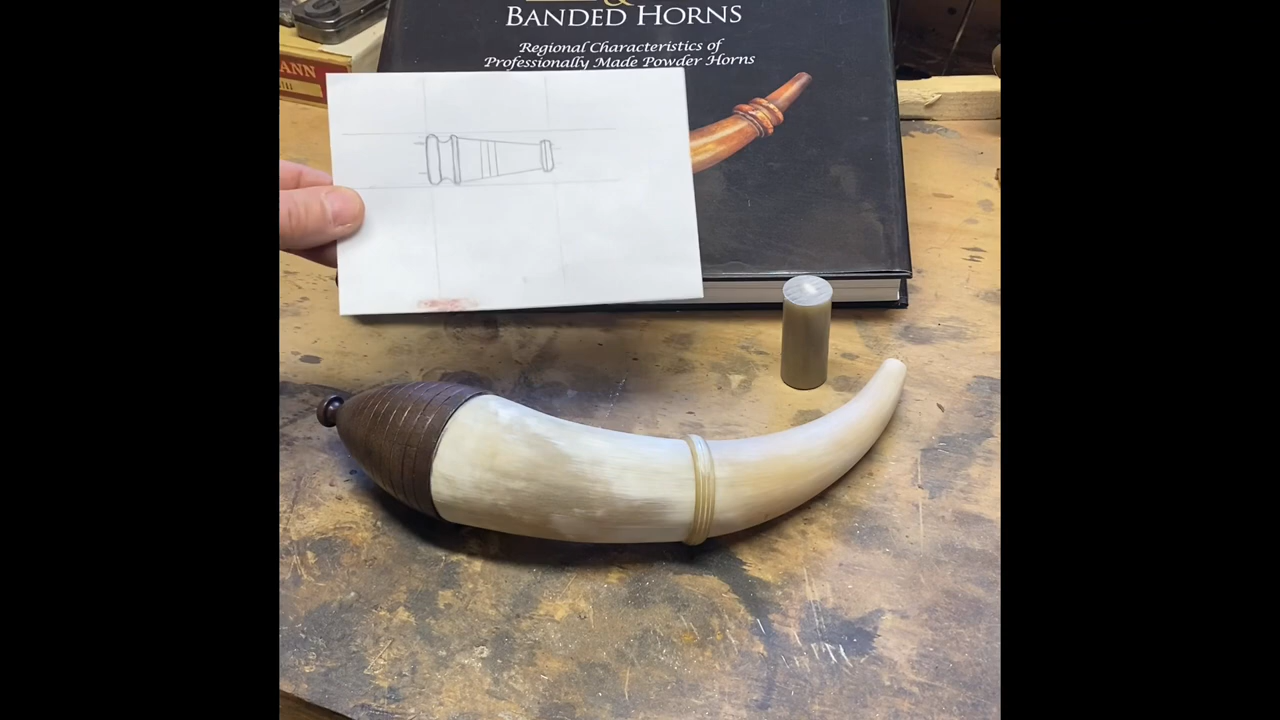 &
BANDED HORNS
Regional Characteristics of
Professionally Made Powder Horns
ANN